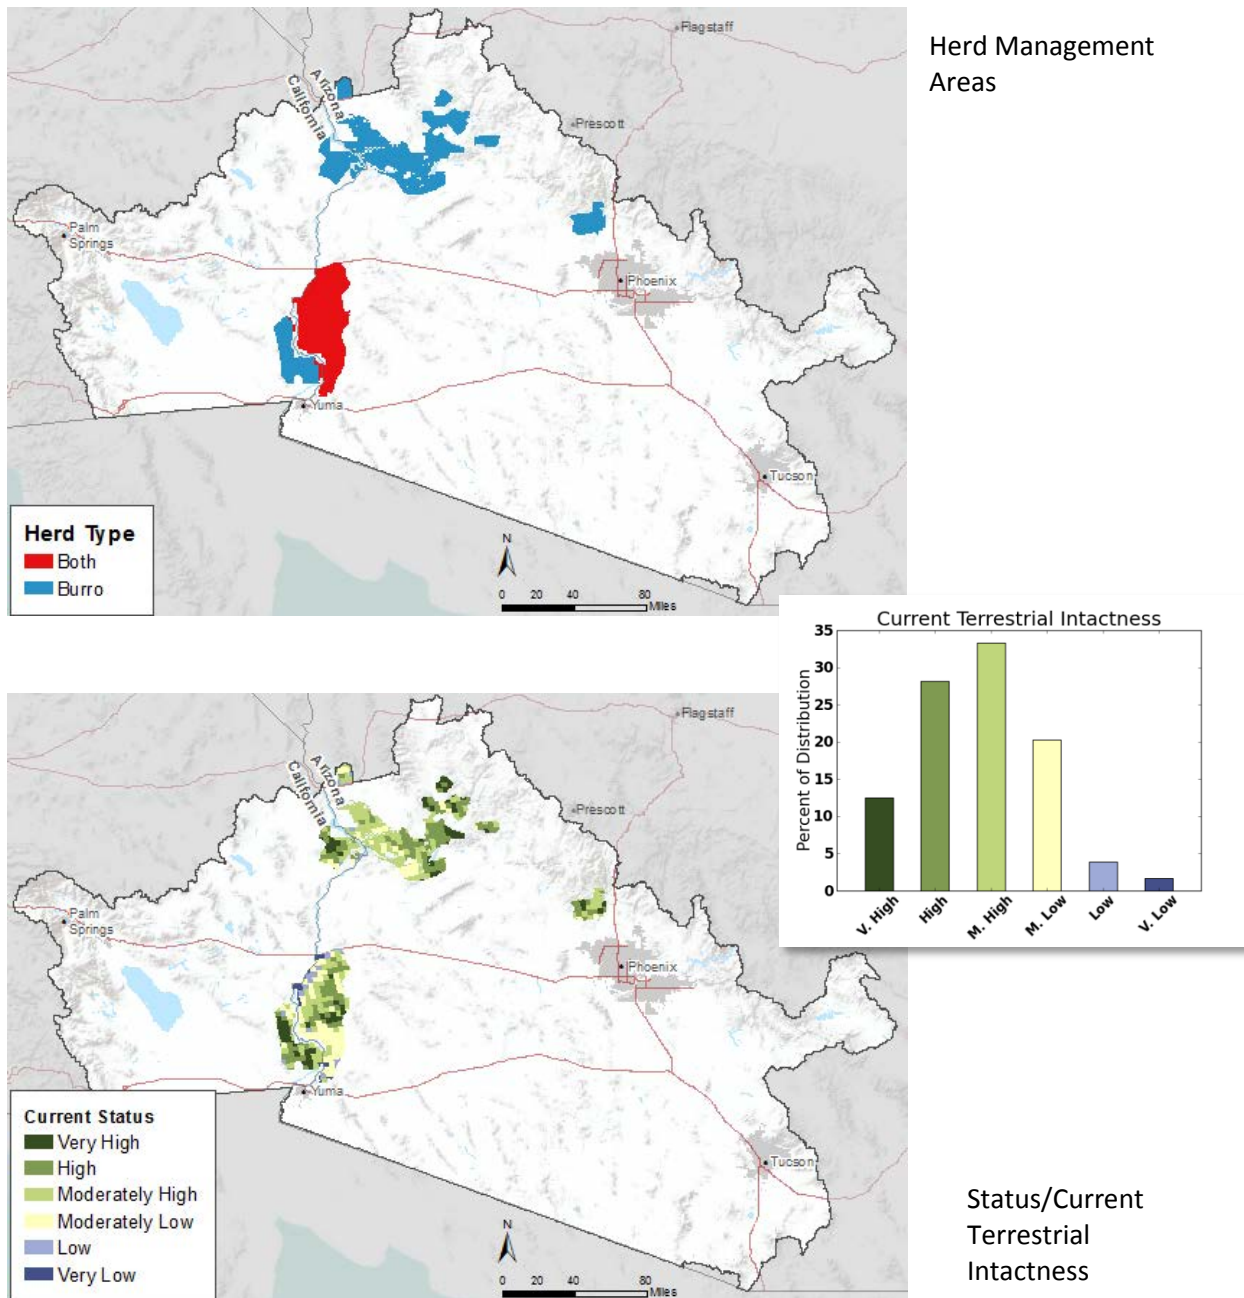 Herd Management
Areas
Flagstaff
Arizona
California
Prescott
Palm
Springs
Phoenix
Yuma
Tucson
Herd Type
Both
Burro
N
0 20 40 80
Miles
Current Terrestrial Intactness
Percent of Distribution
35
30
25
20
15
10
5
0
V. High
High
M. High
M. Low
Low
V. Low
Flagstaff
Arizona
California
Prescott
Palm
Springs
Phoenix
Yuma
Tucson
Current Status
Very High
High
Moderately High
Moderately Low
Low
Very Low
N
0 20 40 80
Miles
Status/Current
Terrestrial
Intactness